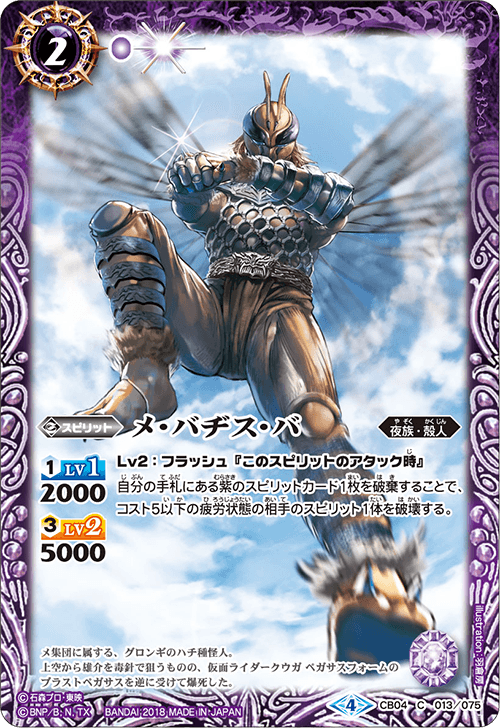 2
スピリット
メ・バヂス・バ
やぞく かくじん
夜族・殻人
1 LV1
2000
3 LV2
5000
Lv2：フラッシュ『このスピリットのアタック時』
自分の手札にある紫のスピリットカード1枚を破棄することで、
コスト5以下の疲労状態の相手のスピリット1体を破壊する。
メ集団に属する、グロンギのハチ種怪人。
上空から雄介を毒針で狙うものの、仮面ライダークウガ ペガサスフォームの
ブラストペガサスを逆に受けて爆死した。
©石森プロ・東映
©BNP/B; N, TX BANDAI 2018 MADE IN JAPAN
4 CB04 C 013/075
Illustration: